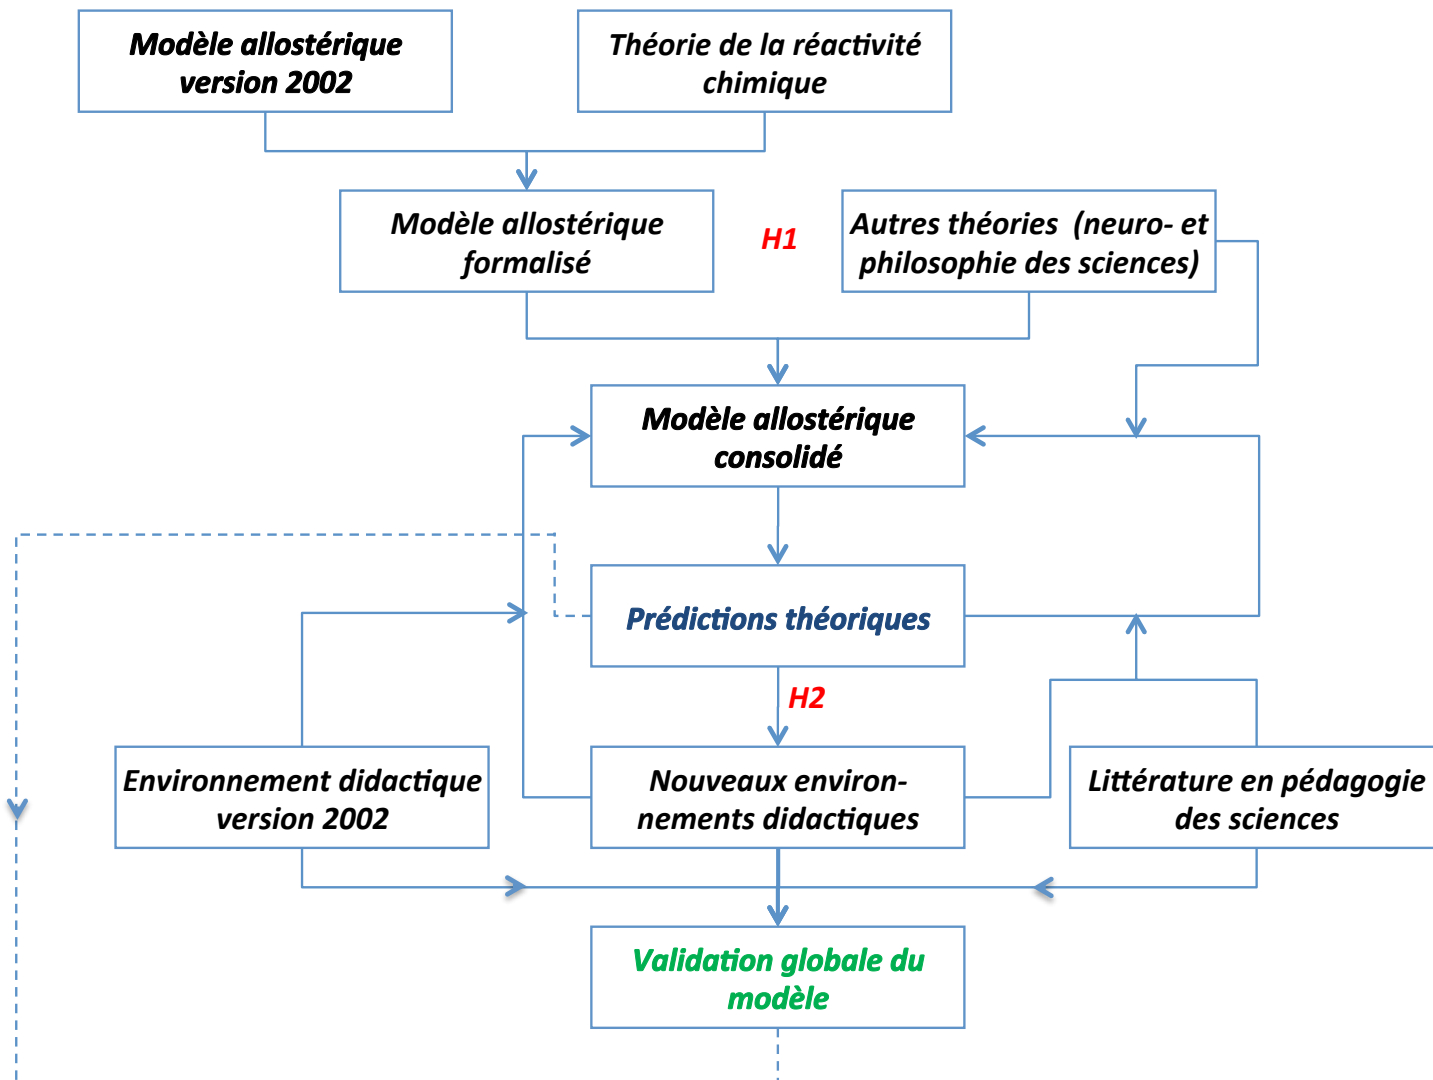 Modèle allostérique
version 2002
Théorie de la réactivité
chimique
Modèle allostérique
formalisé
H1
Autres théories (neuro- et
philosophie des sciences)
Modèle allostérique
consolidé
Prédictions théoriques
H2
Environnement didactique
version 2002
Nouveaux environ-
nements didactiques
Littérature en pédagogie
des sciences
Validation globale du
modèle